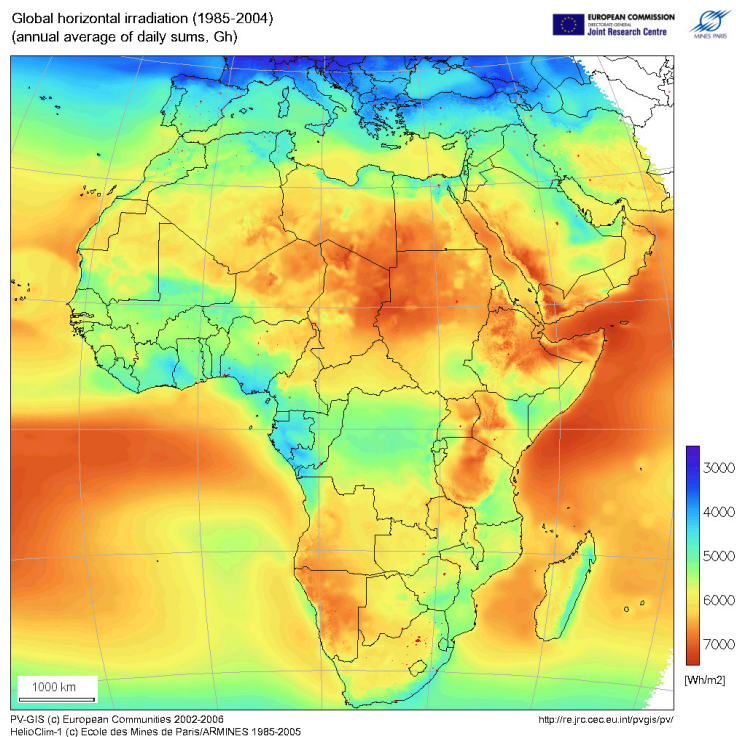 Global horizontal irradiation (1985-2004)
(annual average of daily sums, Gh)
EUROPEAN COMMISSION
DIRECTORATE-GENERAL
Joint Research Centre
MINES PARIS
3000
4000
5000
6000
7000
[Wh/m2]
1000 km
PV-GIS (c) European Communities 2002-2006
http://re.jrc.cec.eu.int/pvgis/pv/
HelioClim-1 (c) Ecole des Mines de Paris/ARMINES 1985-2005